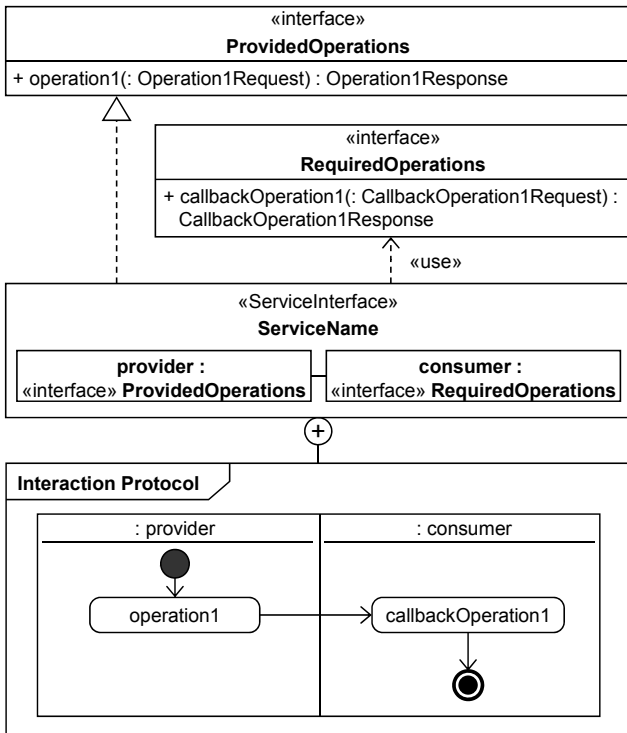 «interface»
ProvidedOperations
+ operation1(: Operation1Request) : Operation1Response
«interface»
RequiredOperations
+ callbackOperation1(: CallbackOperation1Request) :
CallbackOperation1Response
«use»
«ServiceInterface»
ServiceName
provider :
«interface» ProvidedOperations
consumer :
«interface» RequiredOperations
Interaction Protocol
: provider
: consumer
operation1
callbackOperation1